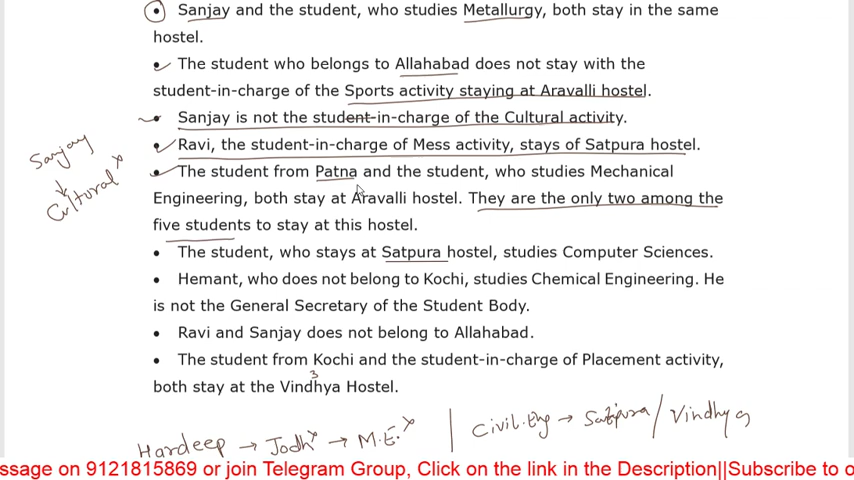 Sanjay and the student, who studies Metallurgy, both stay in the same
hostel.
The student who belongs to Allahabad does not stay with the
student-in-charge of the Sports activity staying at Aravalli hostel.
Sanjay is not the student-in-charge of the Cultural activity.
Ravi, the student-in-charge of Mess activity, stays of Satpura hostel.
The student from Patna and the student, who studies Mechanical
Engineering, both stay at Aravalli hostel. They are the only two among the
five students to stay at this hostel.
• The student, who stays at Satpura hostel, studies Computer Sciences.
• Hemant, who does not belong to Kochi, studies Chemical Engineering. He
is not the General Secretary of the Student Body.
• Ravi and Sanjay does not belong to Allahabad.
• The student from Kochi and the student-in-charge of Placement activity,
3
both stay at the Vindhya Hostel.
Sanjay
↓
Cultural x
Hardeep → Jodh x → M.E. x | Civil.Eng → Satpura / Vindhya
ssage on 9121815869 or join Telegram Group, Click on the link in the Description||Subscribe to o